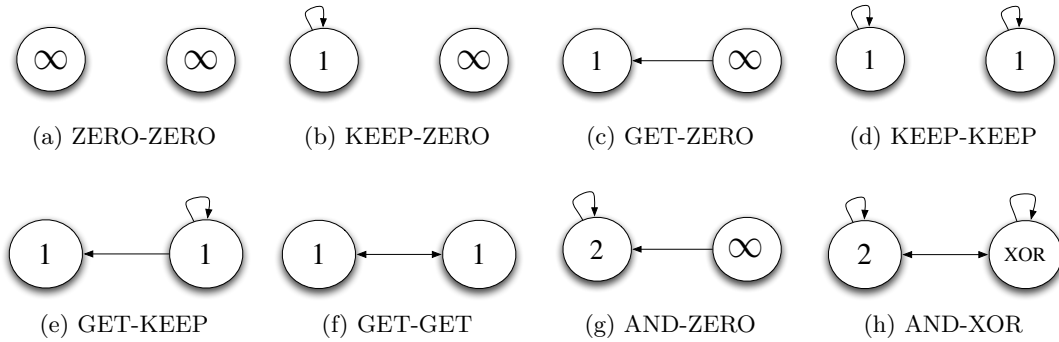 ∞ ∞ 1 ∞ 1 ∞ 1 1
(a) ZERO-ZERO (b) KEEP-ZERO (c) GET-ZERO (d) KEEP-KEEP
1 1 1 1 2 ∞ 2 XOR
(e) GET-KEEP (f) GET-GET (g) AND-ZERO (h) AND-XOR